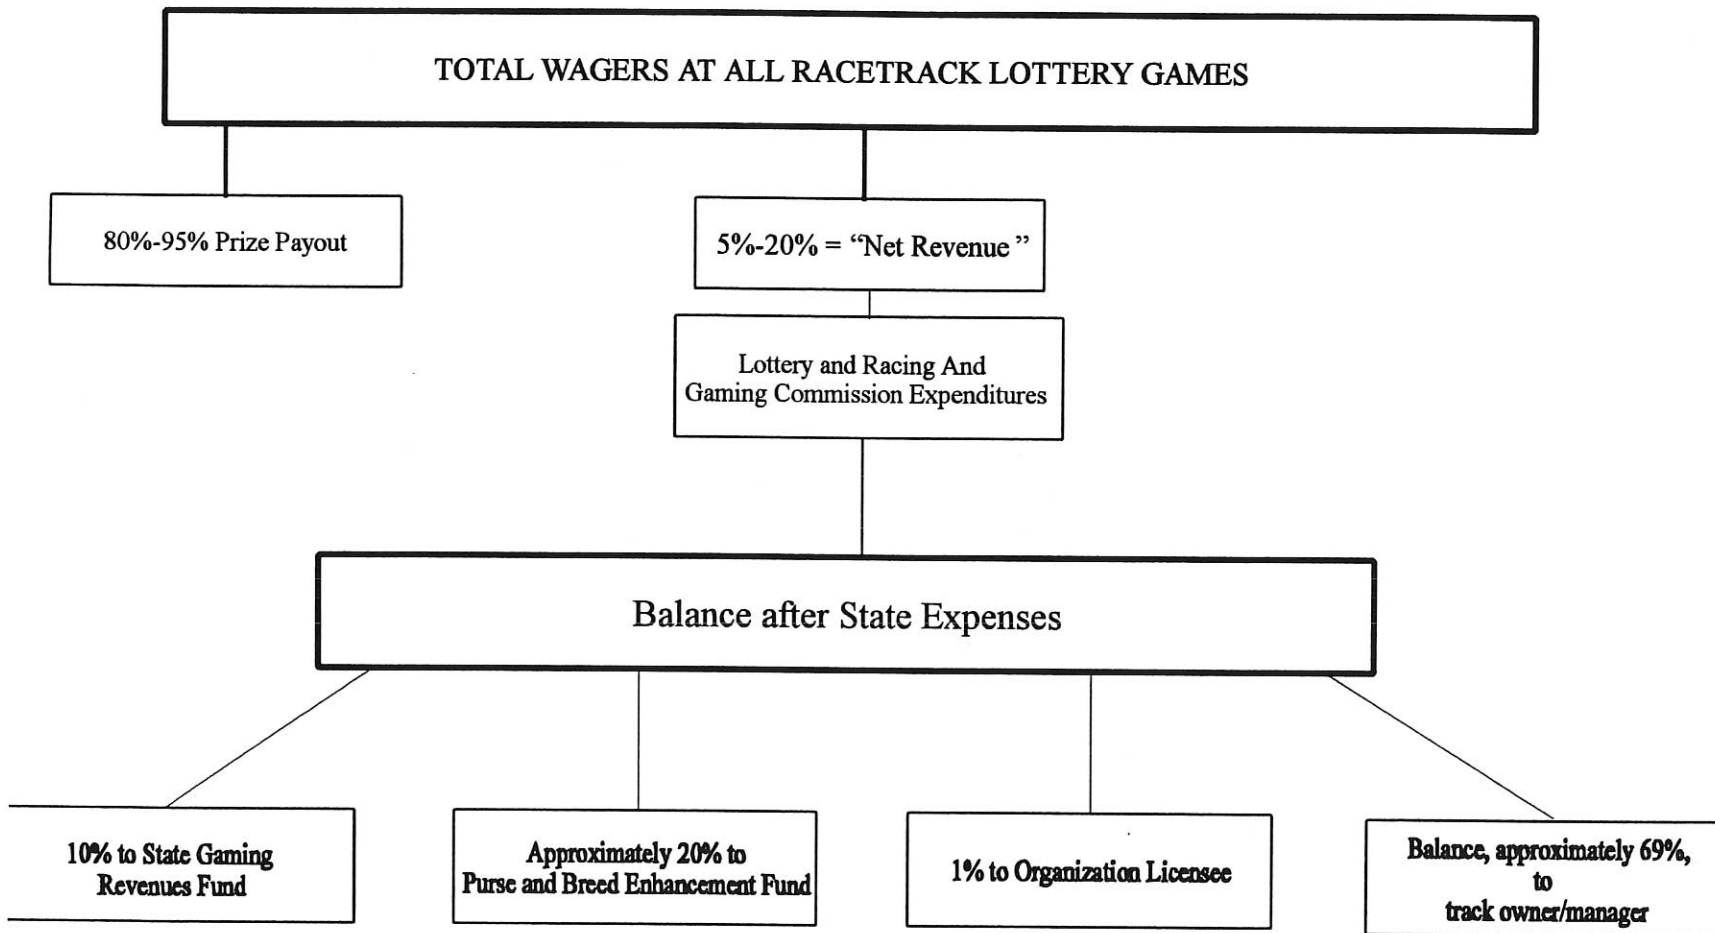 TOTAL WAGERS AT ALL RACETRACK LOTTERY GAMES
80%-95% Prize Payout
5%-20% = “Net Revenue ”
Lottery and Racing And
Gaming Commission Expenditures
Balance after State Expenses
10% to State Gaming
Revenues Fund
Approximately 20% to
Purse and Breed Enhancement Fund
1% to Organization Licensee
Balance, approximately 69%,
to
track owner/manager